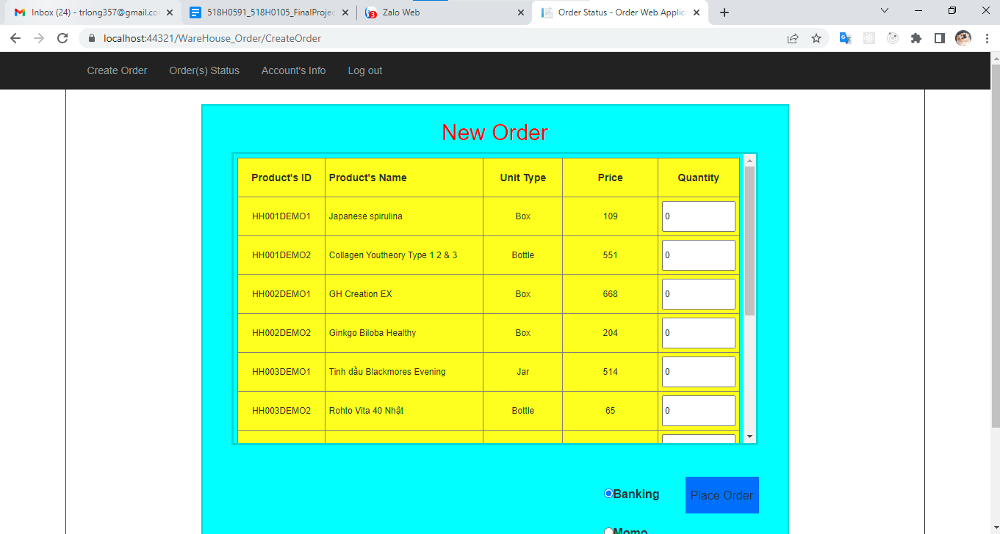 Inbox (24) - trlong357@gmail.co
518H0591_518H0105_FinalProjec
3 Zalo Web
Order Status - Order Web Applica
localhost:44321/WareHouse_Order/CreateOrder
Create Order Order(s) Status Account's Info Log out
New Order
Product's ID Product's Name Unit Type Price Quantity
HH001DEMO1 Japanese spirulina Box 109 0
HH001DEMO2 Collagen Youtheory Type 1 2 & 3 Bottle 551 0
HH002DEMO1 GH Creation EX Box 668 0
HH002DEMO2 Ginkgo Biloba Healthy Box 204 0
HH003DEMO1 Tinh dầu Blackmores Evening Jar 514 0
HH003DEMO2 Rohto Vita 40 Nhật Bottle 65 0
Banking Place Order
Momo